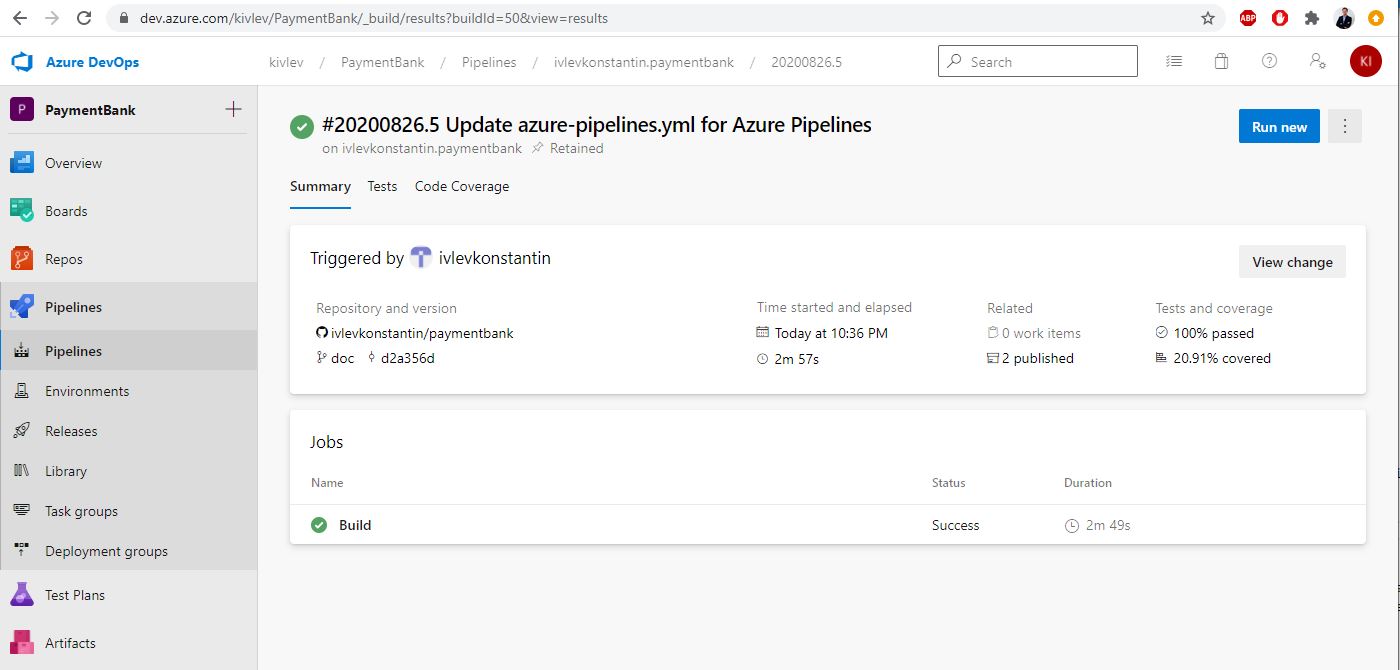 dev.azure.com/kivlev/PaymentBank/_build/results?buildId=50&view=results
ABP
Azure DevOps
kivlev / PaymentBank / Pipelines / ivlevkonstantin.paymentbank / 20200826.5
Search
KI
P PaymentBank
Overview
Boards
Repos
Pipelines
Pipelines
Environments
Releases
Library
Task groups
Deployment groups
Test Plans
Artifacts
#20200826.5 Update azure-pipelines.yml for Azure Pipelines
on ivlevkonstantin.paymentbank Retained
Run new
Summary Tests Code Coverage
Triggered by ivlevkonstantin
View change
Repository and version
ivlevkonstantin/paymentbank
doc d2a356d
Time started and elapsed
Today at 10:36 PM
2m 57s
Related
0 work items
2 published
Tests and coverage
100% passed
20.91% covered
Jobs
Name Status Duration
Build Success 2m 49s